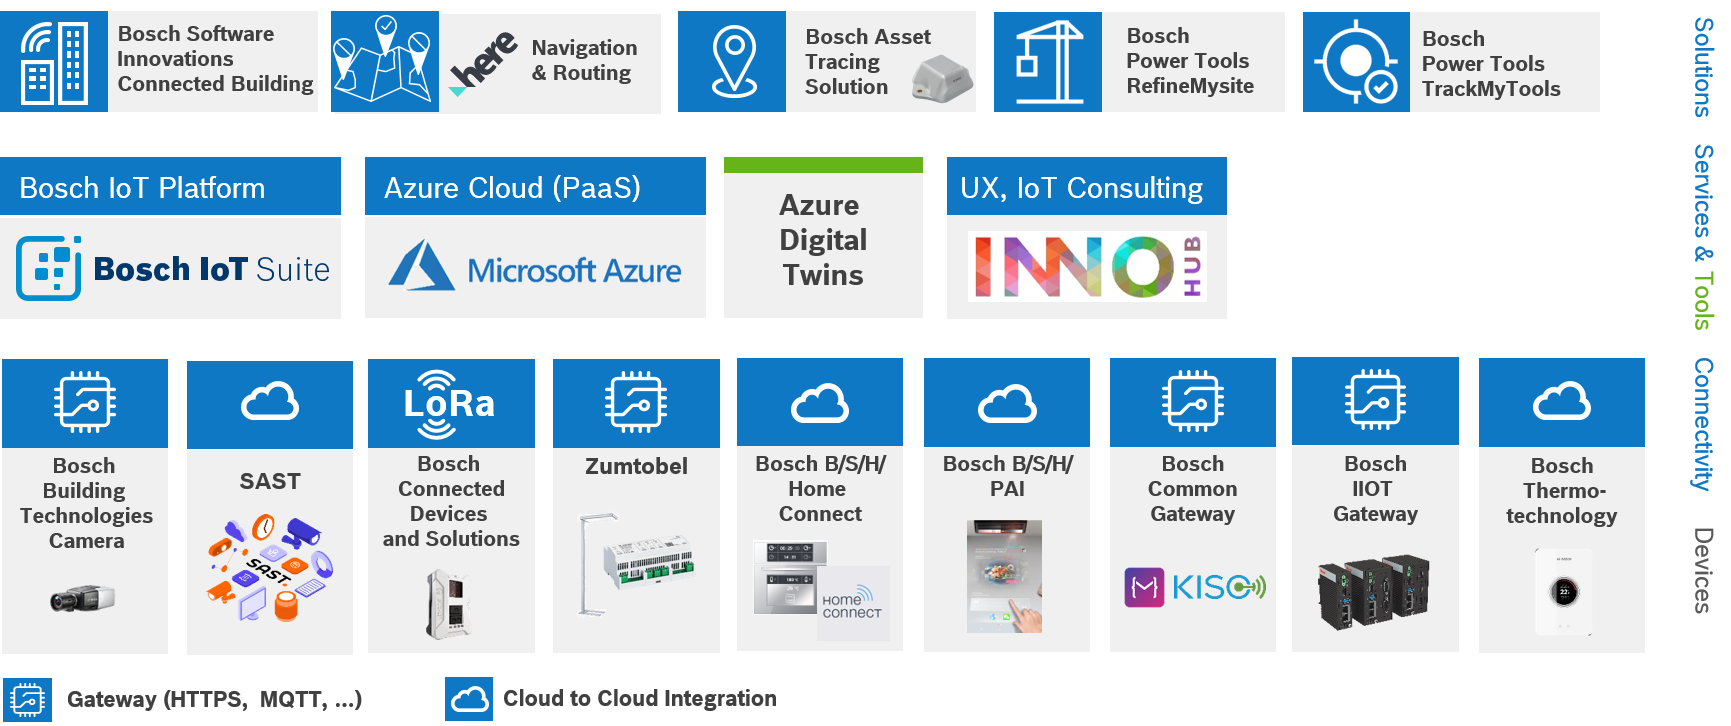 Bosch Software
Innovations
Connected Building
here
Navigation
& Routing
Bosch Asset
Tracing
Solution
Bosch
Power Tools
RefineMysite
Bosch
Power Tools
TrackMyTools
Solutions
Bosch IoT Platform
Bosch IoT Suite
Azure Cloud (PaaS)
Microsoft Azure
Azure
Digital
Twins
UX, IoT Consulting
INNO
HUB
Services & Tools
Bosch
Building
Technologies
Camera
SAST
SAST
LoRa
Bosch
Connected
Devices
and Solutions
Zumtobel
Bosch B/S/H/
Home
Connect
HOME
CONNECT
Bosch B/S/H/
PAI
Bosch
Common
Gateway
KISO
Bosch
IIOT
Gateway
Bosch
Thermo-
technology
Connectivity
Devices
Gateway (HTTPS, MQTT, ...)
Cloud to Cloud Integration